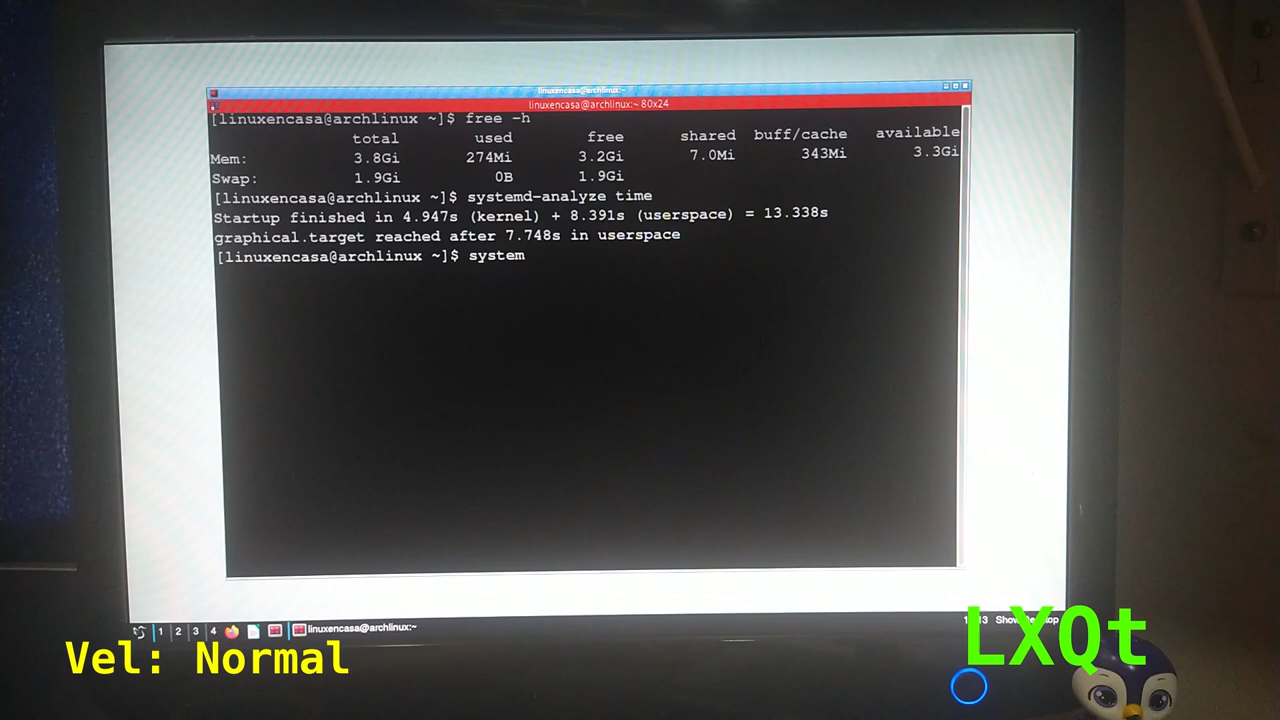 linuxencasa@archlinux:~
linuxencasa@archlinux:~ 80x24
[linuxencasa@archlinux ~]$ free -h
total used free shared buff/cache available
Mem: 3.8Gi 274Mi 3.2Gi 7.0Mi 343Mi 3.3Gi
Swap: 1.9Gi 0B 1.9Gi
[linuxencasa@archlinux ~]$ systemd-analyze time
Startup finished in 4.947s (kernel) + 8.391s (userspace) = 13.338s
graphical.target reached after 7.748s in userspace
[linuxencasa@archlinux ~]$ system
1 2 3 4 linuxencasa@archlinux:~
Vel: Normal
LXQt